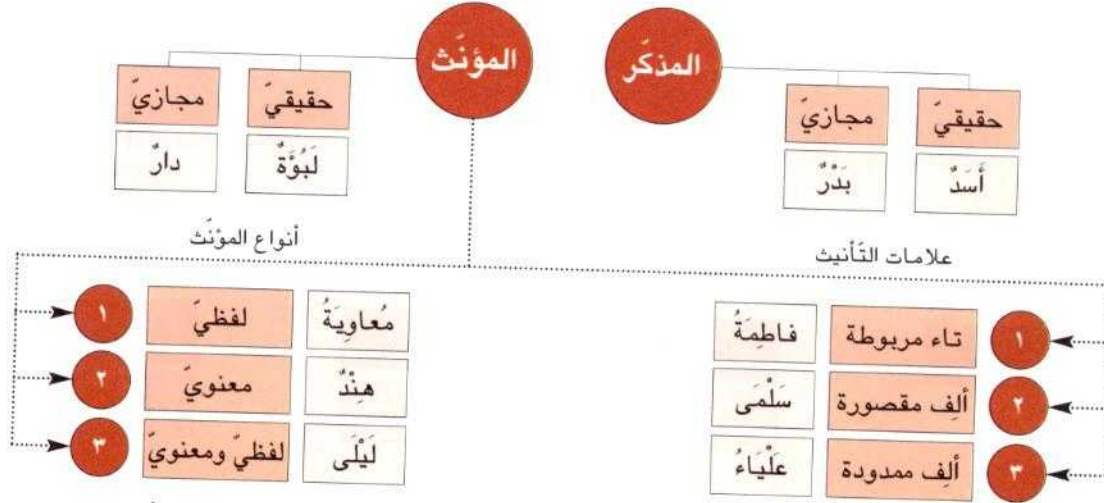 المذكَّر
حقيقيّ
مجازيّ
أَسَدٌ
بَدْرٌ
المؤنَّث
حقيقيّ
مجازيّ
لَبُؤَةٌ
دارٌ
علامات التَّأنيث
١ تاء مربوطة فاطِمَةُ
٢ ألِف مقصورة سَلْمَى
٣ ألِف ممدودة عَلْيَاءُ
أنواع المؤنَّث
مُعاوِيَةُ لفظيّ ١
هِنْدٌ معنويّ ٢
لَيْلَى لفظيّ ومعنويّ ٣